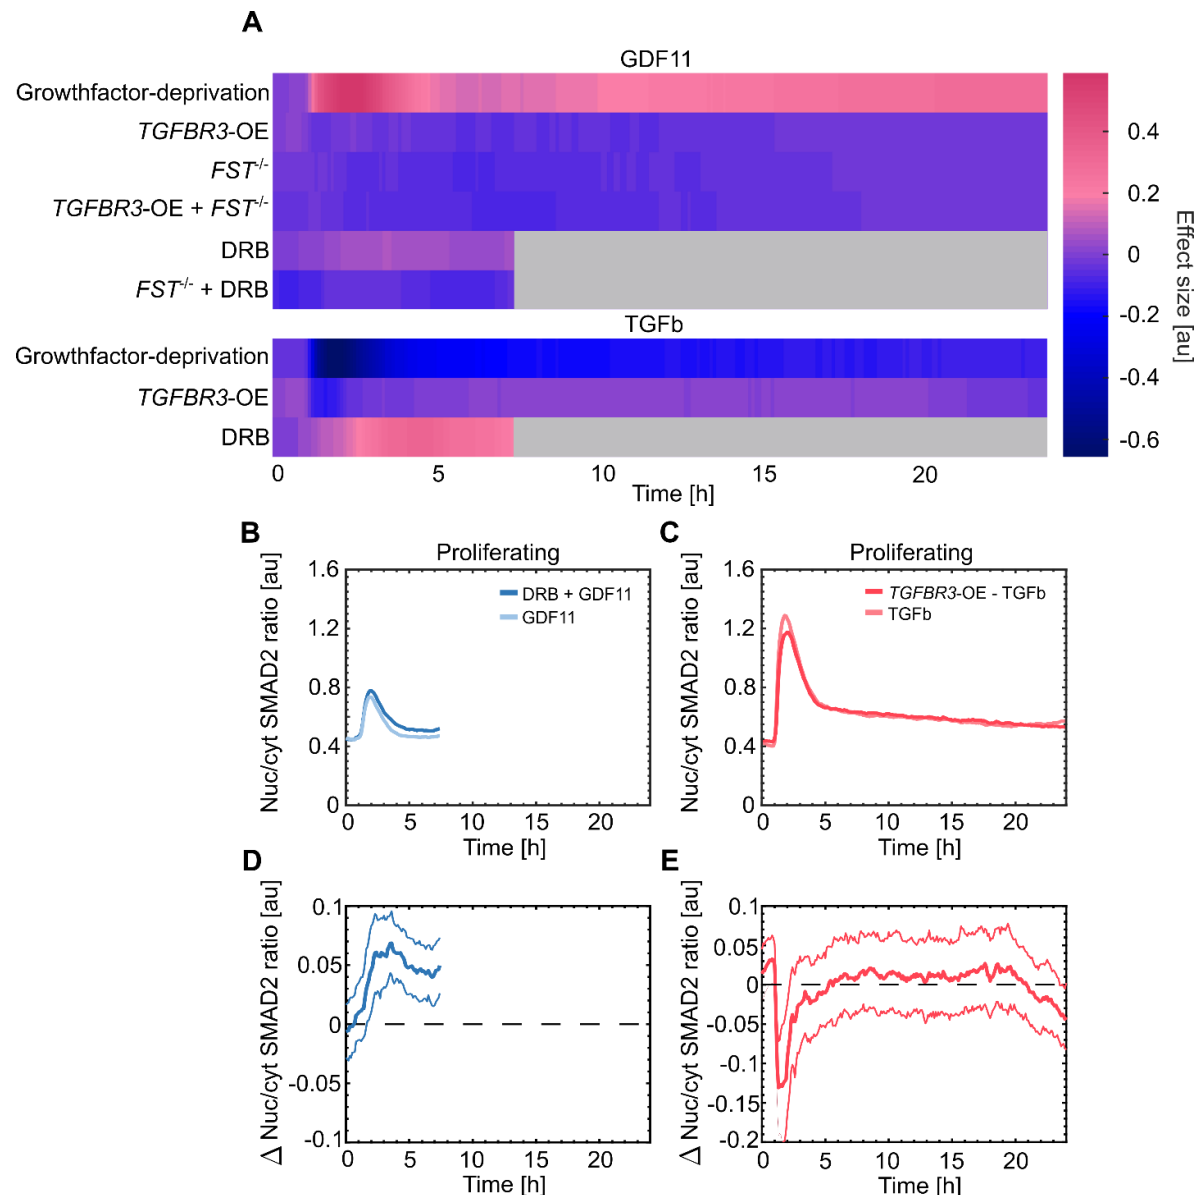 A
GDF11
Growthfactor-deprivation
TGFBR3-OE
FST-/-
TGFBR3-OE + FST-/-
DRB
FST-/- + DRB
TGFb
Growthfactor-deprivation
TGFBR3-OE
DRB
0 5 10 15 20
Time [h]
0.4
0.2
0
-0.2
-0.4
-0.6
Effect size [au]
B
Proliferating
Nuc/cyt SMAD2 ratio [au]
1.6
1.2
0.8
0.4
0
DRB + GDF11
GDF11
0 5 10 15 20
Time [h]
C
Proliferating
Nuc/cyt SMAD2 ratio [au]
1.6
1.2
0.8
0.4
0
TGFBR3-OE - TGFb
TGFb
0 5 10 15 20
Time [h]
D
Δ Nuc/cyt SMAD2 ratio [au]
0.1
0.05
0
-0.05
-0.1
0 5 10 15 20
Time [h]
E
Δ Nuc/cyt SMAD2 ratio [au]
0.1
0.05
0
-0.05
-0.1
-0.15
-0.2
0 5 10 15 20
Time [h]